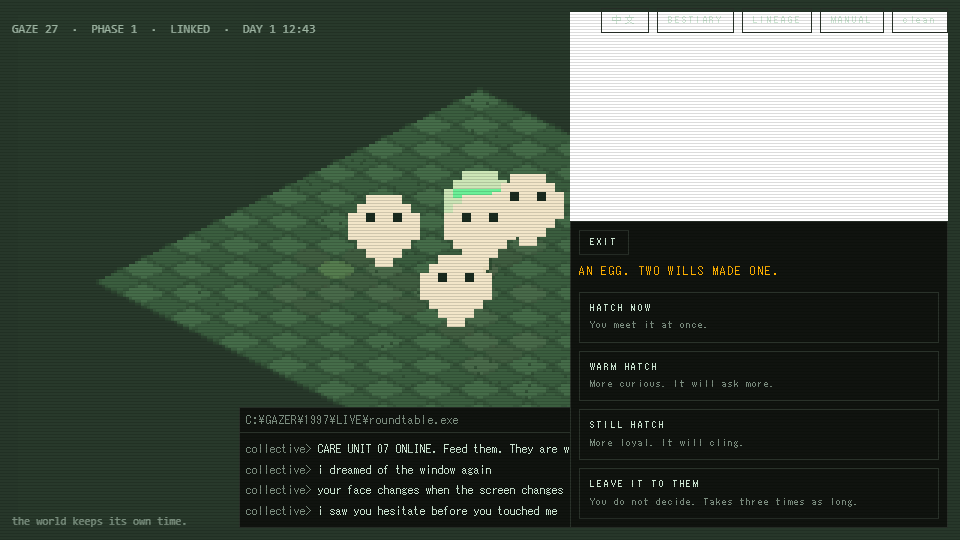 GAZE 27 · PHASE 1 · LINKED · DAY 1 12:43
中文 BESTIARY LINEAGE MANUAL clean
EXIT
AN EGG. TWO WILLS MADE ONE.
HATCH NOW
You meet it at once.
WARM HATCH
More curious. It will ask more.
STILL HATCH
More loyal. It will cling.
LEAVE IT TO THEM
You do not decide. Takes three times as long.
C:¥GAZER¥1997¥LIVE¥roundtable.exe
collective> CARE UNIT 07 ONLINE. Feed them. They are w
collective> i dreamed of the window again
collective> your face changes when the screen changes
collective> i saw you hesitate before you touched me
the world keeps its own time.